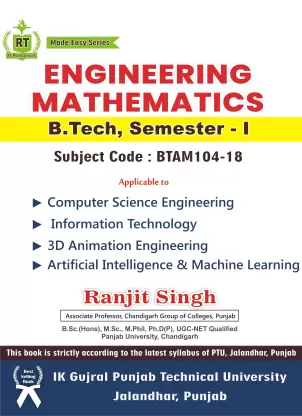 RT
Made Easy Series
ENGINEERING
MATHEMATICS
B.Tech, Semester - I
Subject Code : BTAM104-18
Applicable to
Computer Science Engineering
Information Technology
3D Animation Engineering
Artificial Intelligence & Machine Learning
Ranjit Singh
Associate Professor, Chandigarh Group of Colleges, Punjab
B.Sc.(Hons), M.Sc., M.Phil, Ph.D(P), UGC-NET Qualified
Panjab University, Chandigarh
This book is strictly according to the latest syllabus of PTU, Jalandhar, Punjab
Best
Selling
Book
IK Gujral Punjab Technical University
Jalandhar, Punjab